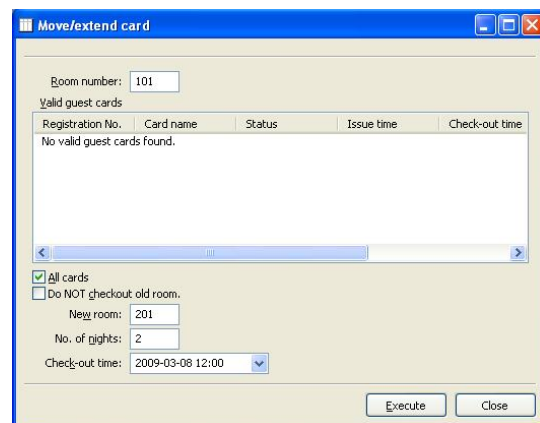 Move/extend card
Room number: 101
Valid guest cards
Registration No. Card name Status Issue time Check-out time
No valid guest cards found.
All cards
Do NOT checkout old room.
New room: 201
No. of nights: 2
Check-out time: 2009-03-08 12:00
Execute Close